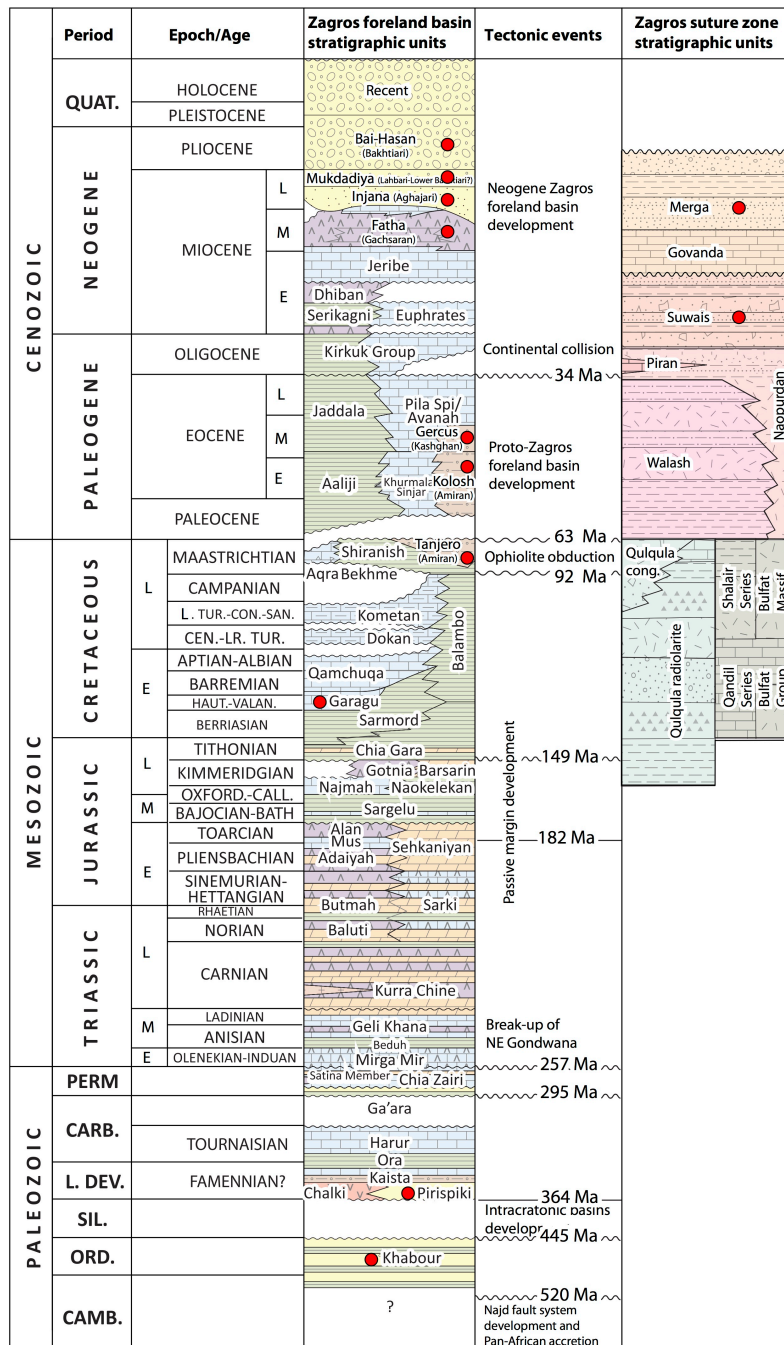 Period
Epoch/Age
Zagros foreland basin
stratigraphic units
Tectonic events
Zagros suture zone
stratigraphic units
CENOZOIC
MESOZOIC
PALEOZOIC
QUAT.
NEOGENE
PALEOGENE
CRETACEOUS
JURASSIC
TRIASSIC
PERM
CARB.
L. DEV.
SIL.
ORD.
CAMB.
HOLOCENE
PLEISTOCENE
PLIOCENE
MIOCENE
L
M
E
OLIGOCENE
EOCENE
L
M
E
PALEOCENE
L
E
MAASTRICHTIAN
CAMPANIAN
L. TUR.-CON.-SAN.
CEN.-LR. TUR.
APTIAN-ALBIAN
BARREMIAN
HAUT.-VALAN.
BERRIASIAN
L
M
E
TITHONIAN
KIMMERIDGIAN
OXFORD.-CALL.
BAJOCIAN-BATH
TOARCIAN
PLIENSBACHIAN
SINEMURIAN-
HETTANGIAN
L
M
E
RHAETIAN
NORIAN
CARNIAN
LADINIAN
ANISIAN
OLENEKIAN-INDUAN
TOURNAISIAN
FAMENNIAN?
Recent
Bai-Hasan
(Bakhtiari)
Mukdadiya (Lahbari-Lower Bakhtiari?)
Injana (Aghajari)
Fatha
(Gachsaran)
Jeribe
Dhiban
Serikagni
Euphrates
Kirkuk Group
Jaddala
Pila Spi/
Avanah
Gercus
(Kashghan)
Aaliji
Khurmala
Sinjar
Kolosh
(Amiran)
Tanjero
(Amiran)
Shiranish
Aqra Bekhme
Kometan
Dokan
Balambo
Qamchuqa
Garagu
Sarmord
Chia Gara
Gotnia
Barsarin
Najmah
Naokelekan
Sargelu
Alan
Mus
Adaiyah
Sehkaniyan
Butmah
Sarki
Baluti
Kurra Chine
Geli Khana
Beduh
Mirga Mir
Satina Member
Chia Zairi
Ga'ara
Harur
Ora
Kaista
Chalki
Pirispiki
Khabour
?
Neogene Zagros
foreland basin
development
Continental collision
34 Ma
Proto-Zagros
foreland basin
development
63 Ma
Ophiolite obduction
92 Ma
Passive margin development
149 Ma
182 Ma
Break-up of
NE Gondwana
257 Ma
295 Ma
364 Ma
Intracratonic basins
445 Ma
520 Ma
Najd fault system
development and
Pan-African accretion
Merga
Govanda
Suwais
Piran
Naopurdan
Walash
Qulqula
cong.
Qulqula radiolarite
Shalair
Series
Bulfat
Massif
Qandil
Series
Bulfat
Group